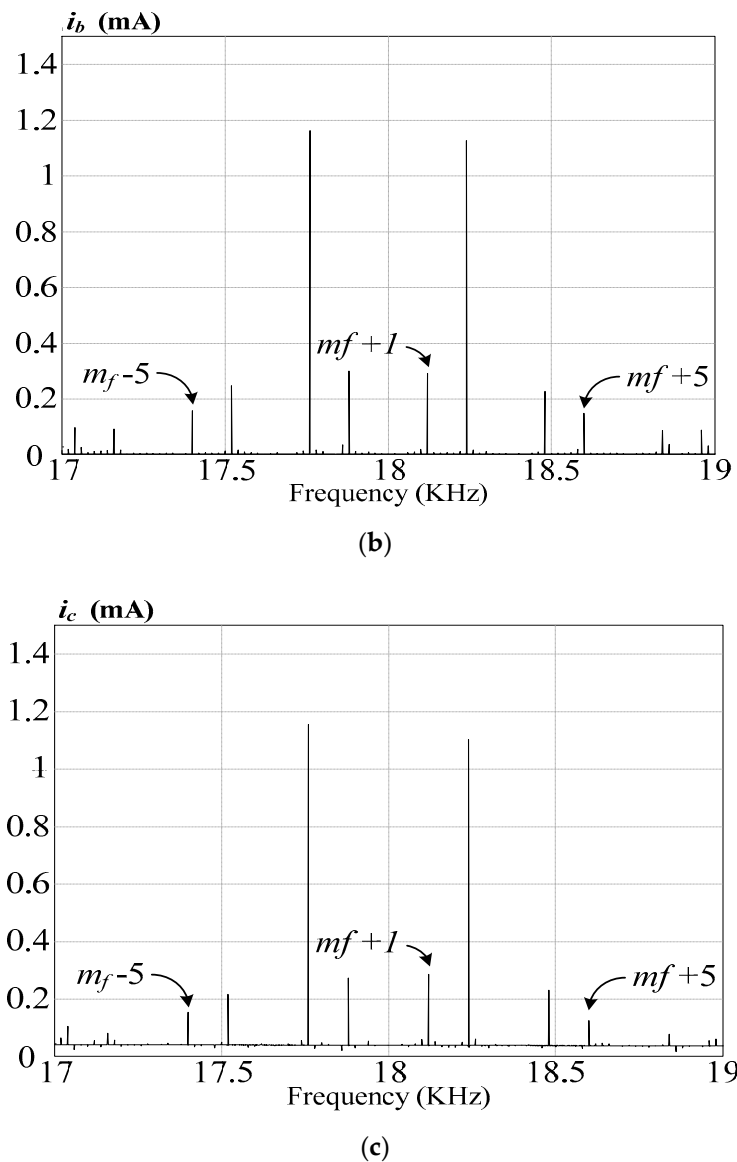 i_b (mA)
1.4
1.2
1
0.8
0.6
0.4
0.2
0
mf +1
m_f -5
mf +5
17
17.5
18
18.5
19
Frequency (KHz)
(b)
i_c (mA)
1.4
1.2
1
0.8
0.6
0.4
0.2
0
mf +1
m_f -5
mf +5
17
17.5
18
18.5
19
Frequency (KHz)
(c)